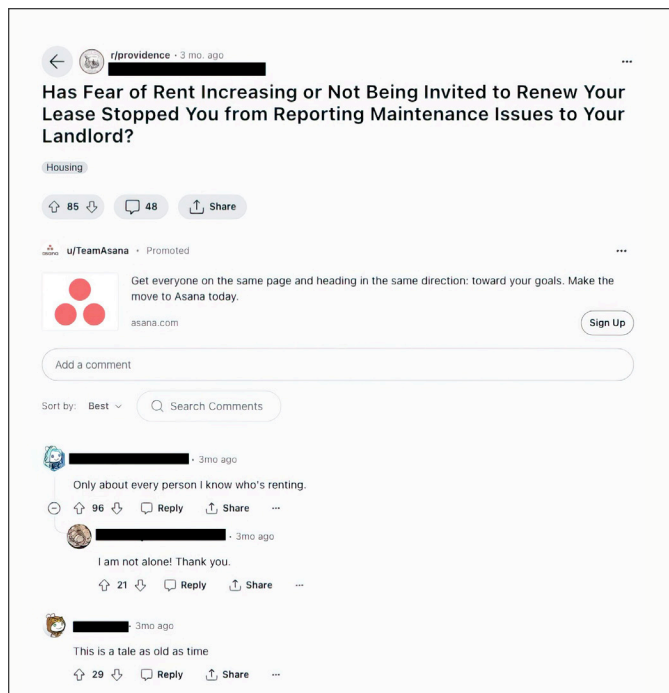 r/providence · 3 mo. ago
Has Fear of Rent Increasing or Not Being Invited to Renew Your
Lease Stopped You from Reporting Maintenance Issues to Your
Landlord?
Housing
85
48
Share
u/TeamAsana • Promoted
Get everyone on the same page and heading in the same direction: toward your goals. Make the
move to Asana today.
asana.com
Sign Up
Add a comment
Sort by: Best
Search Comments
• 3mo ago
Only about every person I know who's renting.
96 Reply Share ...
• 3mo ago
I am not alone! Thank you.
21 Reply Share ...
• 3mo ago
This is a tale as old as time
29 Reply Share ...